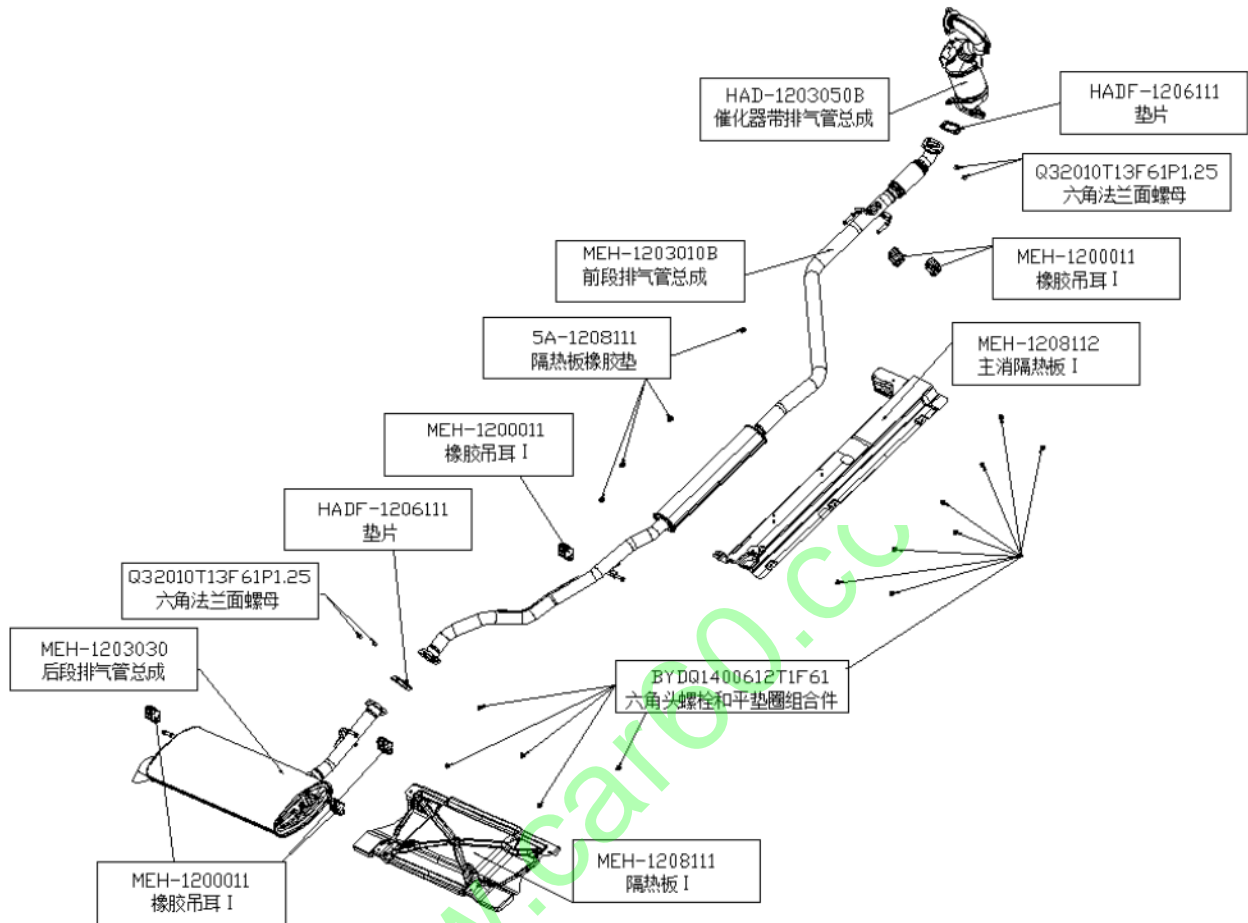 HAD-1203050B
催化器带排气管总成
HADF-1206111
垫片
Q32010T13F61P1.25
六角法兰面螺母
MEH-1203010B
前段排气管总成
MEH-1200011
橡胶吊耳 I
5A-1208111
隔热板橡胶垫
MEH-1208112
主消隔热板 I
MEH-1200011
橡胶吊耳 I
HADF-1206111
垫片
Q32010T13F61P1.25
六角法兰面螺母
MEH-1203030
后段排气管总成
BYDQ1400612T1F61
六角头螺栓和平垫圈组合件
MEH-1208111
隔热板 I
MEH-1200011
橡胶吊耳 I